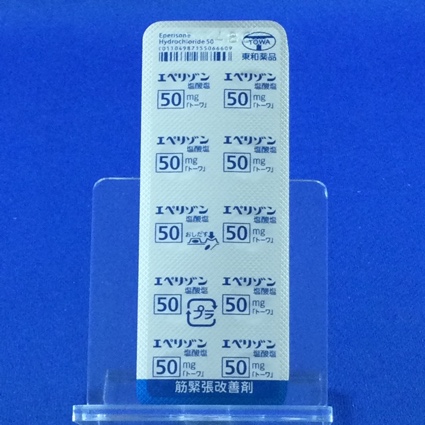 Eperisone
Hydrochloride 50
TOWA
東和薬品
(01)04987155066609
エペリゾン エペリゾン
塩酸塩 塩酸塩
50 mg「トーワ」 50 mg「トーワ」
エペリゾン エペリゾン
塩酸塩 塩酸塩
50 mg「トーワ」 50 mg「トーワ」
エペリゾン エペリゾン
塩酸塩 塩酸塩
50 おしだす 50 mg「トーワ」
エペリゾン エペリゾン
塩酸塩 塩酸塩
50 プラ 50 mg「トーワ」
エペリゾン エペリゾン
塩酸塩 塩酸塩
50 mg「トーワ」 50 mg「トーワ」
筋緊張改善剤